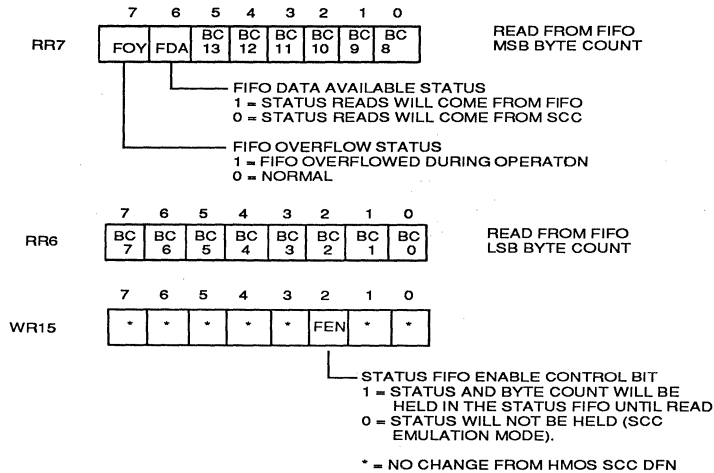 7 6 5 4 3 2 1 0
RR7 FOY FDA BC 13 BC 12 BC 11 BC 10 BC 9 BC 8 READ FROM FIFO
MSB BYTE COUNT
FIFO DATA AVAILABLE STATUS
1 = STATUS READS WILL COME FROM FIFO
0 = STATUS READS WILL COME FROM SCC
FIFO OVERFLOW STATUS
1 = FIFO OVERFLOWED DURING OPERATON
0 = NORMAL
7 6 5 4 3 2 1 0
RR6 BC 7 BC 6 BC 5 BC 4 BC 3 BC 2 BC 1 BC 0 READ FROM FIFO
LSB BYTE COUNT
7 6 5 4 3 2 1 0
WR15 * * * * * FEN * *
STATUS FIFO ENABLE CONTROL BIT
1 = STATUS AND BYTE COUNT WILL BE
HELD IN THE STATUS FIFO UNTIL READ
0 = STATUS WILL NOT BE HELD (SCC
EMULATION MODE).
* = NO CHANGE FROM HMOS SCC DFN